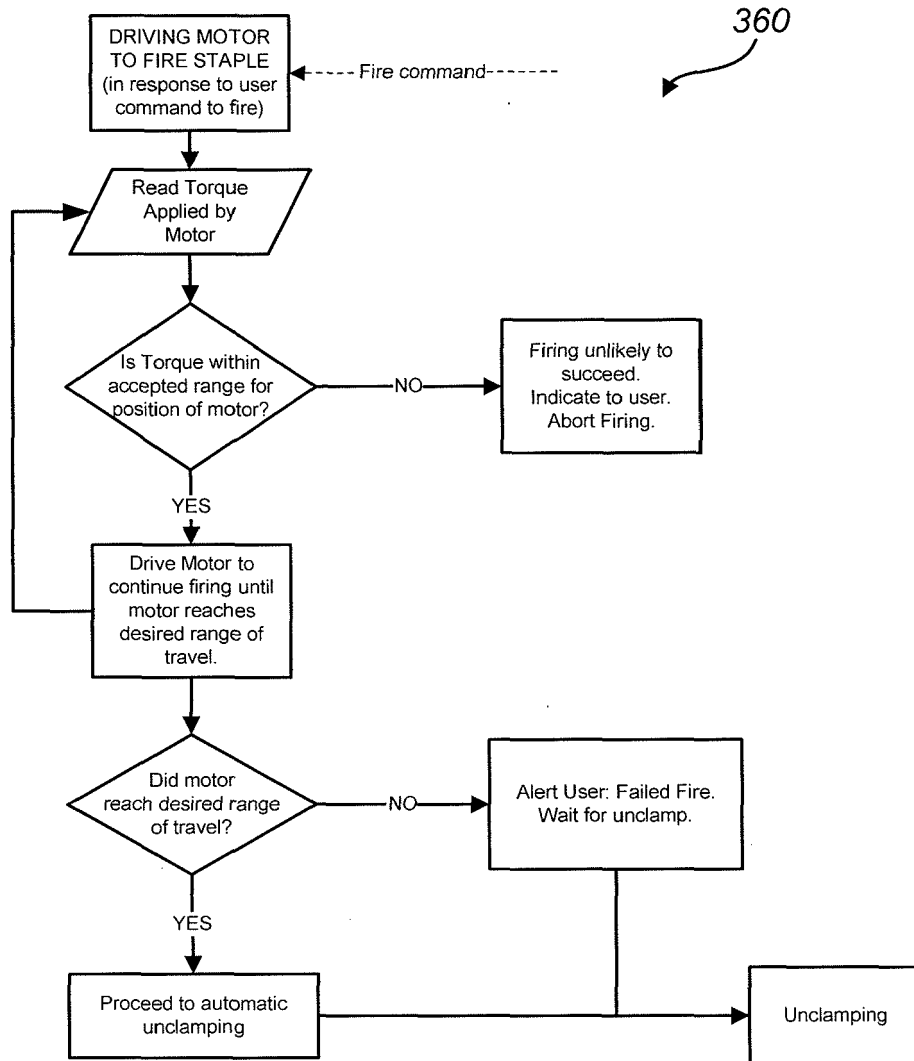 360
DRIVING MOTOR
TO FIRE STAPLE
(in response to user
command to fire)
Fire command
Read Torque
Applied by
Motor
Is Torque within
accepted range for
position of motor?
NO
Firing unlikely to
succeed.
Indicate to user.
Abort Firing.
YES
Drive Motor to
continue firing until
motor reaches
desired range of
travel.
Did motor
reach desired range
of travel?
NO
Alert User: Failed Fire.
Wait for unclamp.
YES
Proceed to automatic
unclamping
Unclamping